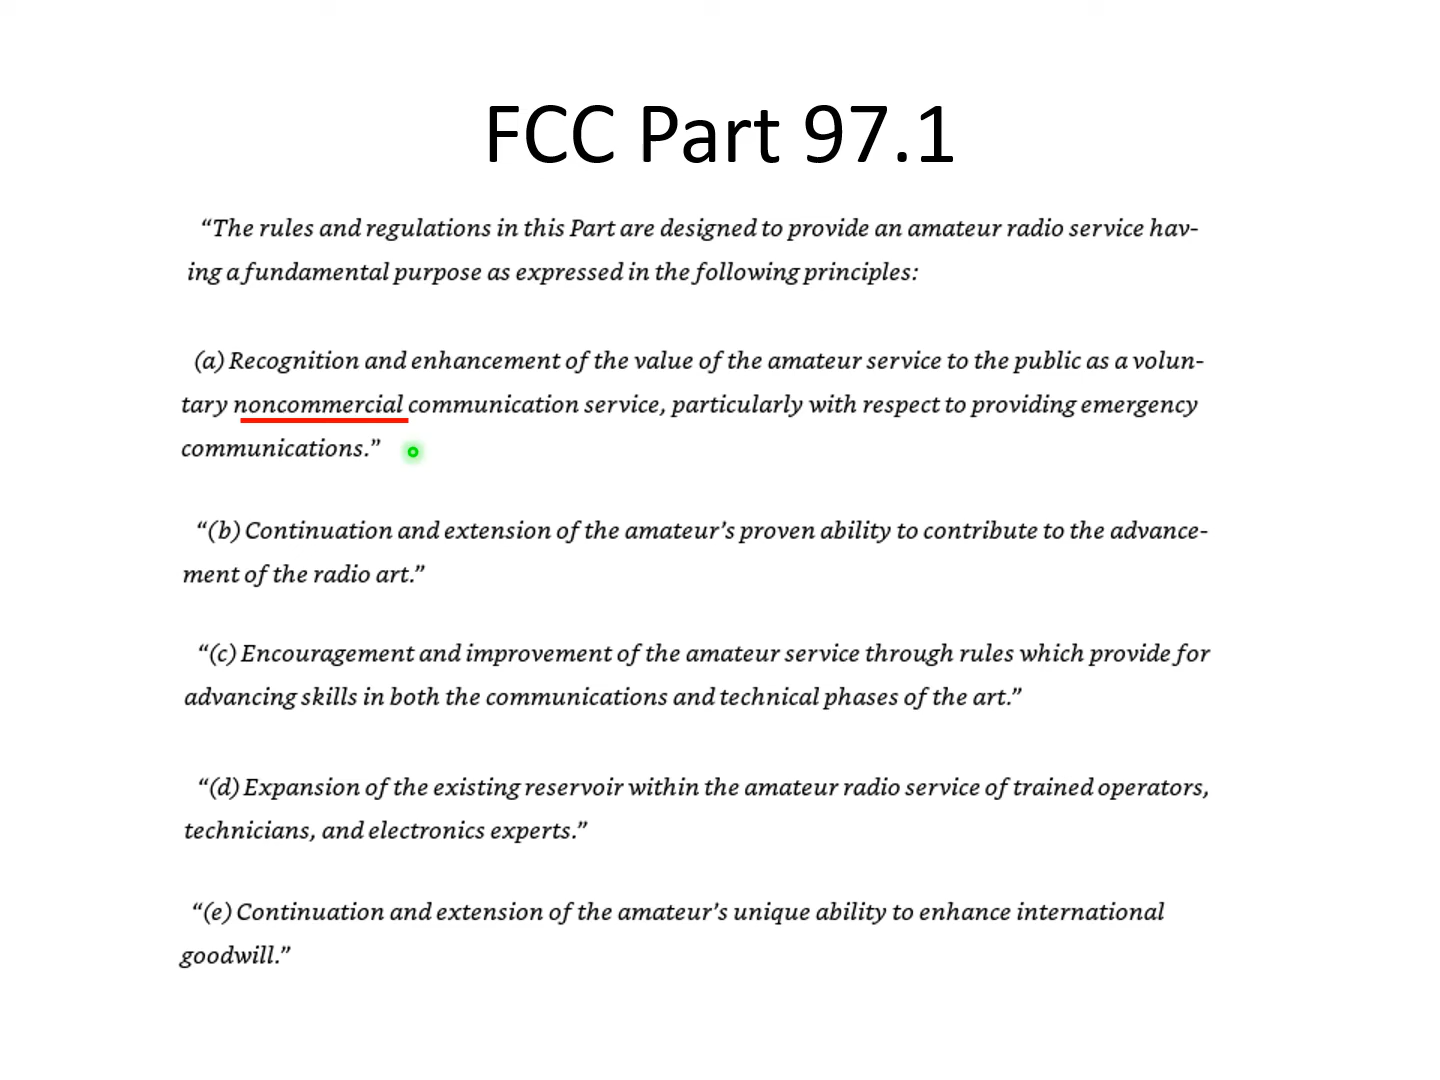 FCC Part 97.1
“The rules and regulations in this Part are designed to provide an amateur radio service hav-
ing a fundamental purpose as expressed in the following principles:
(a) Recognition and enhancement of the value of the amateur service to the public as a volun-
tary noncommercial communication service, particularly with respect to providing emergency
communications.”
“(b) Continuation and extension of the amateur’s proven ability to contribute to the advance-
ment of the radio art.”
“(c) Encouragement and improvement of the amateur service through rules which provide for
advancing skills in both the communications and technical phases of the art.”
“(d) Expansion of the existing reservoir within the amateur radio service of trained operators,
technicians, and electronics experts.”
“(e) Continuation and extension of the amateur’s unique ability to enhance international
goodwill.”